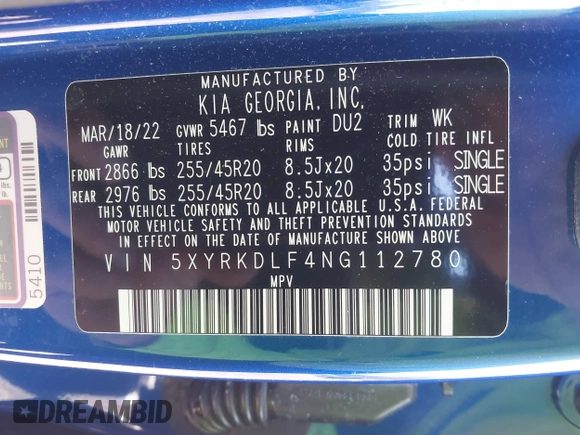 MANUFACTURED BY
KIA GEORGIA, INC.
MAR/18/22 GVWR 5467 lbs PAINT DU2 TRIM WK
GAWR TIRES RIMS COLD TIRE INFL
FRONT 2866 lbs 255/45R20 8.5Jx20 35psi SINGLE
REAR 2976 lbs 255/45R20 8.5Jx20 35psi SINGLE
THIS VEHICLE CONFORMS TO ALL APPLICABLE U.S.A. FEDERAL
MOTOR VEHICLE SAFETY AND THEFT PREVENTION STANDARDS
IN EFFECT ON THE DATE OF MANUFACTURE SHOWN ABOVE
VIN 5XYRKDLF4NG112780
MPV
5410
DREAMBID